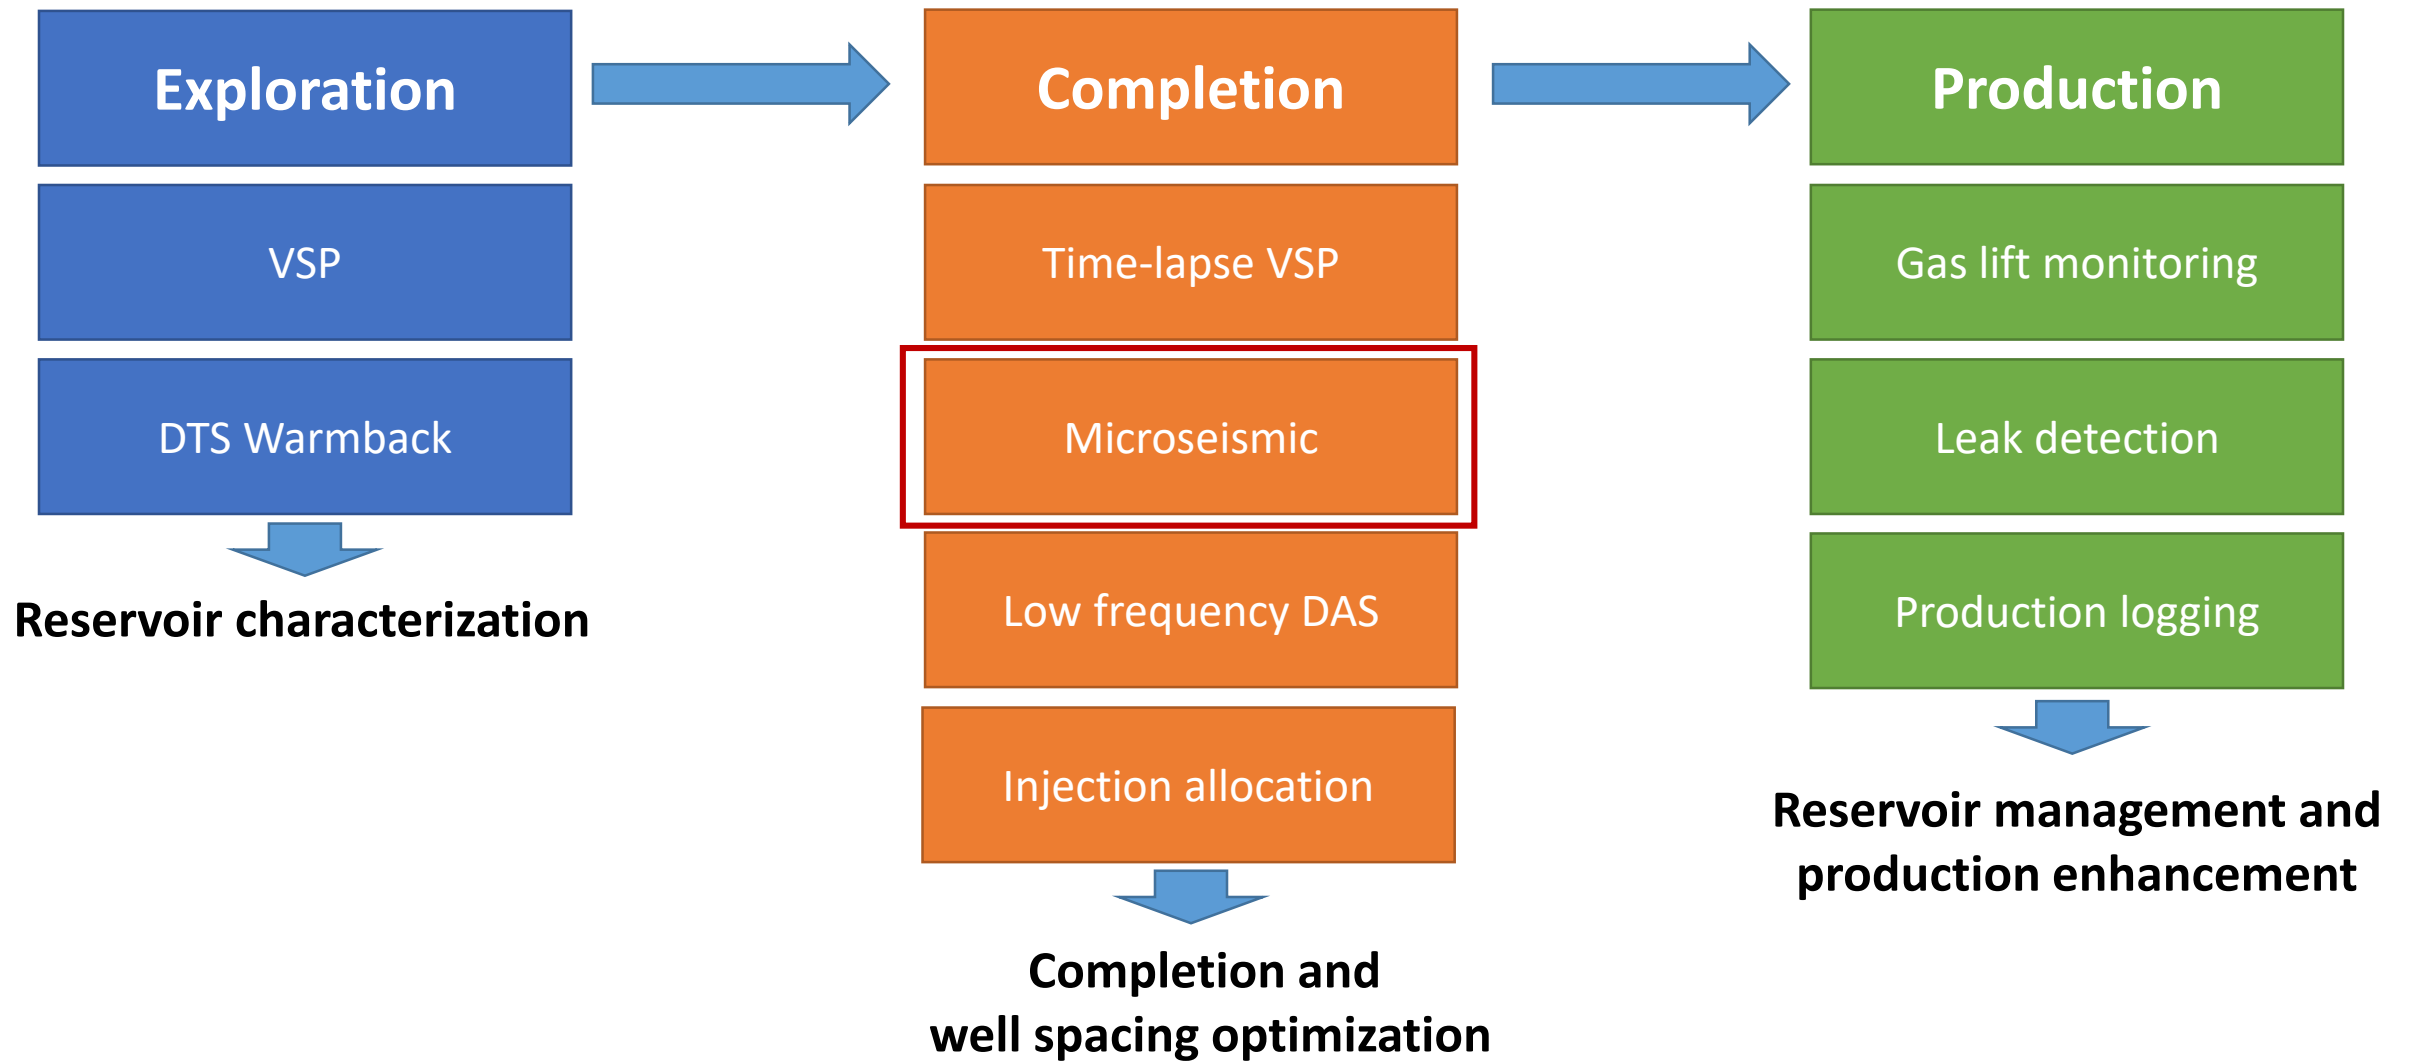 Exploration
VSP
DTS Warmback
Reservoir characterization
Completion
Time-lapse VSP
Microseismic
Low frequency DAS
Injection allocation
Completion and
well spacing optimization
Production
Gas lift monitoring
Leak detection
Production logging
Reservoir management and
production enhancement